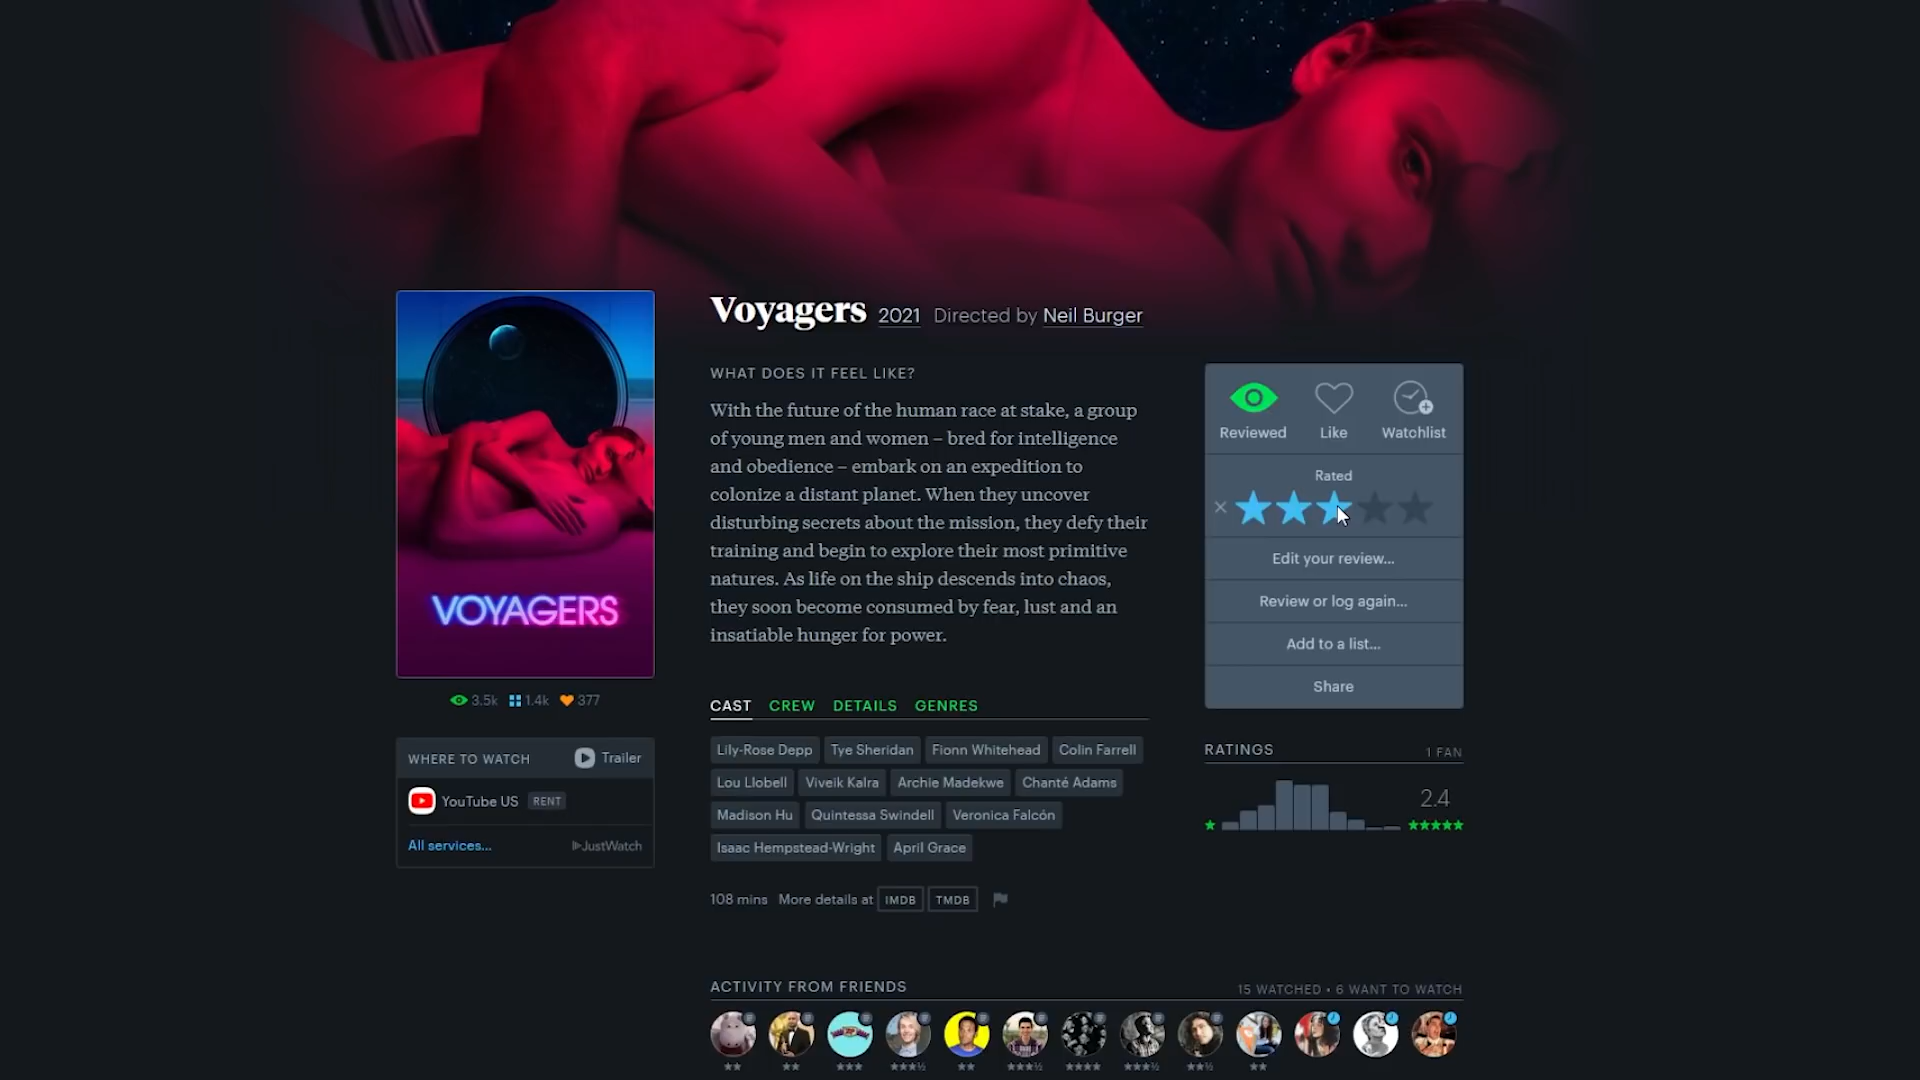 Voyagers 2021 Directed by Neil Burger
WHAT DOES IT FEEL LIKE?
With the future of the human race at stake, a group
of young men and women – bred for intelligence
and obedience – embark on an expedition to
colonize a distant planet. When they uncover
disturbing secrets about the mission, they defy their
training and begin to explore their most primitive
natures. As life on the ship descends into chaos,
they soon become consumed by fear, lust and an
insatiable hunger for power.
VOYAGERS
3.5k 1.4k 377
WHERE TO WATCH Trailer
YouTube US RENT
All services... JustWatch
CAST CREW DETAILS GENRES
Lily-Rose Depp Tye Sheridan Fionn Whitehead Colin Farrell
Lou Llobell Viveik Kalra Archie Madekwe Chanté Adams
Madison Hu Quintessa Swindell Veronica Falcón
Isaac Hempstead-Wright April Grace
108 mins More details at IMDB TMDB
Reviewed Like Watchlist
Rated
Edit your review...
Review or log again...
Add to a list...
Share
RATINGS 1 FAN
2.4
ACTIVITY FROM FRIENDS 15 WATCHED • 6 WANT TO WATCH